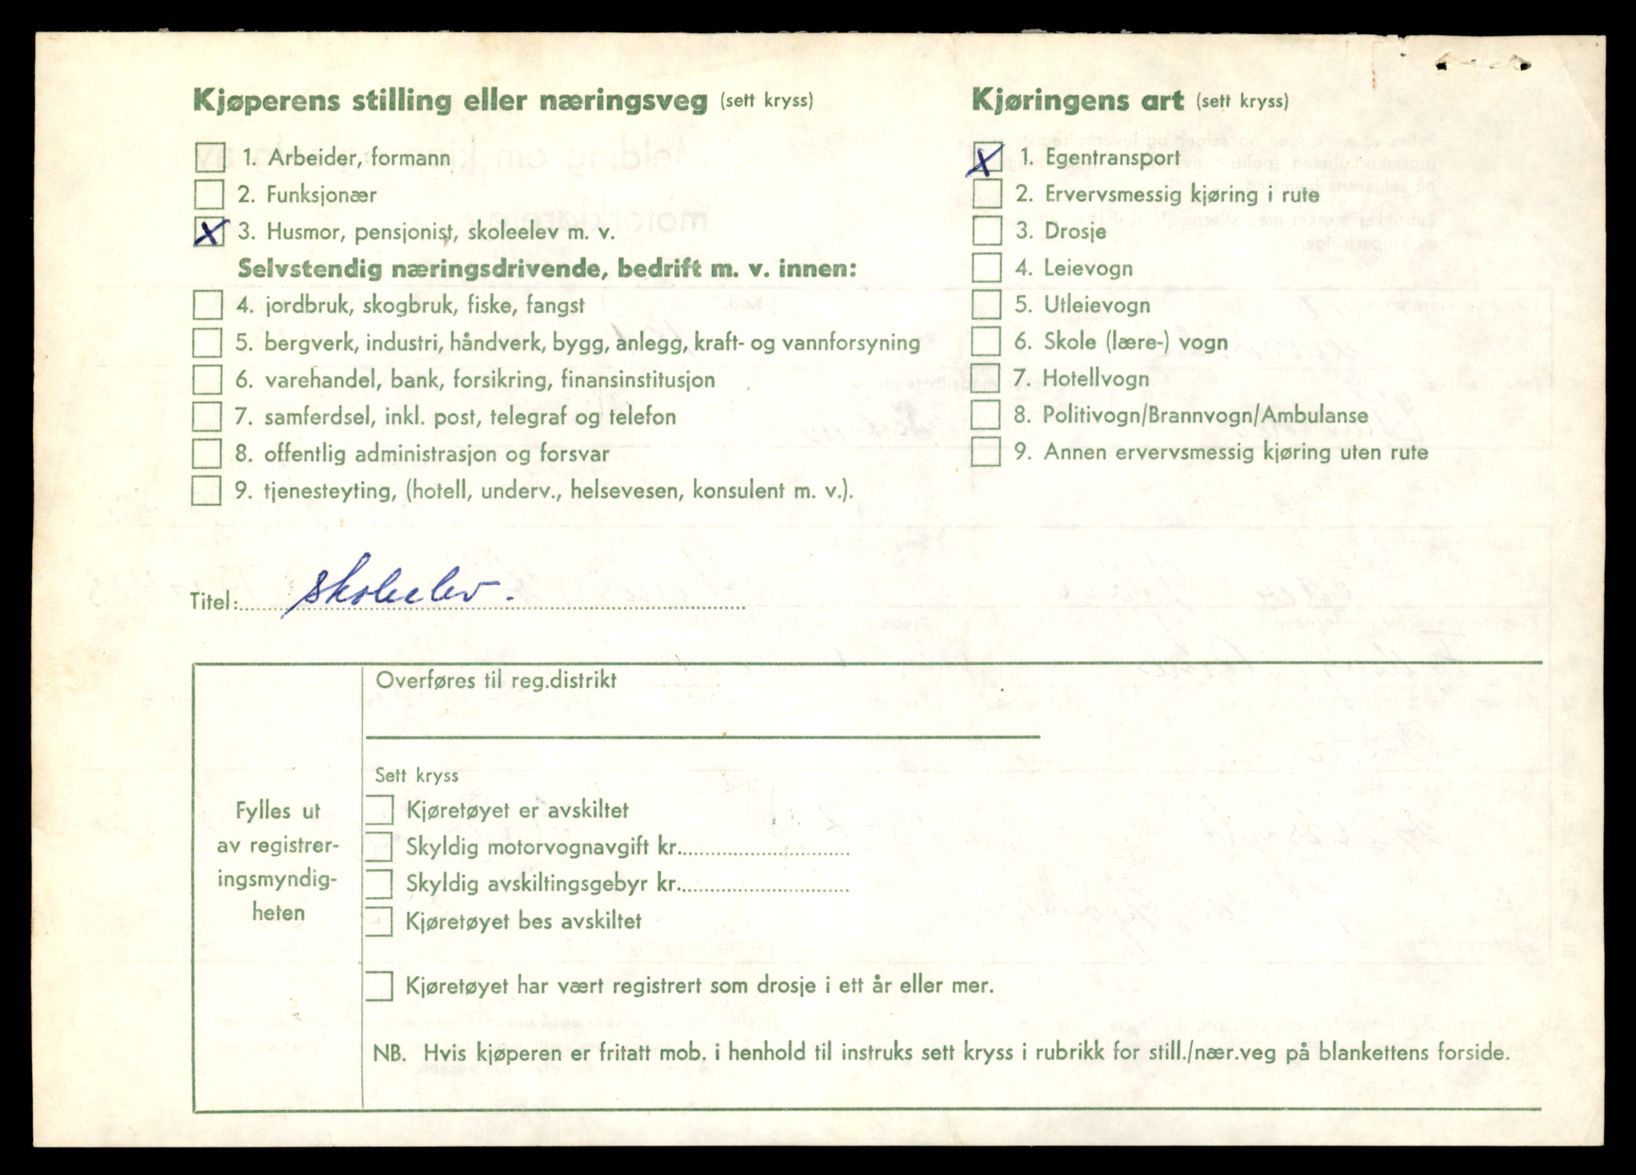 Kjøperens stilling eller næringsveg (sett kryss)
1. Arbeider, formann
2. Funksjonær
X 3. Husmor, pensjonist, skoleelev m. v.
Selvstendig næringsdrivende, bedrift m. v. innen:
4. jordbruk, skogbruk, fiske, fangst
5. bergverk, industri, håndverk, bygg, anlegg, kraft- og vannforsyning
6. varehandel, bank, forsikring, finansinstitusjon
7. samferdsel, inkl. post, telegraf og telefon
8. offentlig administrasjon og forsvar
9. tjenesteyting, (hotell, underv., helsevesen, konsulent m. v.).
Kjøringens art (sett kryss)
X 1. Egentransport
2. Ervervsmessig kjøring i rute
3. Drosje
4. Leievogn
5. Utleievogn
6. Skole (lære-) vogn
7. Hotellvogn
8. Politivogn/Brannvogn/Ambulanse
9. Annen ervervsmessig kjøring uten rute
Titel: skoleelev.
Fylles ut
av registrer-
ingsmyndig-
heten
Overføres til reg.distrikt
Sett kryss
Kjøretøyet er avskiltet
Skyldig motorvognavgift kr.
Skyldig avskiltingsgebyr kr.
Kjøretøyet bes avskiltet
Kjøretøyet har vært registrert som drosje i ett år eller mer.
NB. Hvis kjøperen er fritatt mob. i henhold til instruks sett kryss i rubrikk for still./nær.veg på blankettens forside.